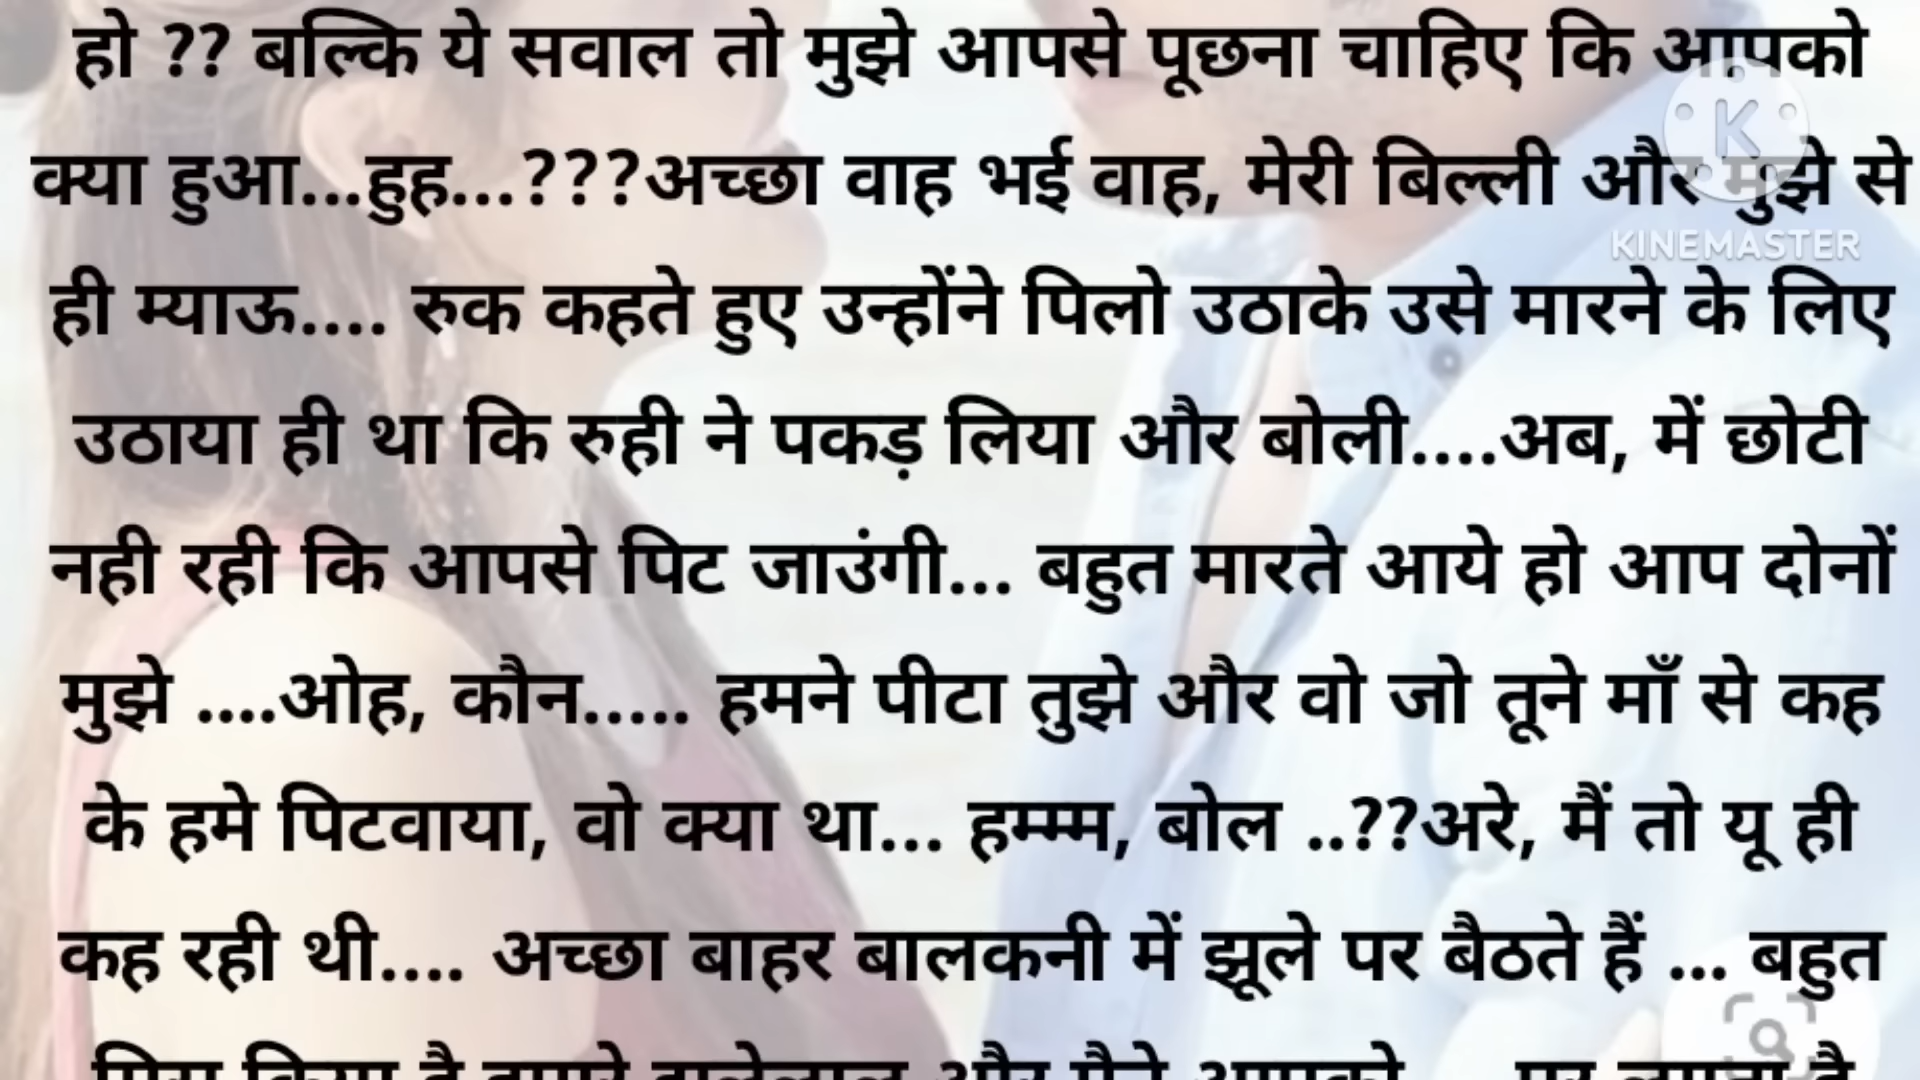 हो ?? बल्कि ये सवाल तो मुझे आपसे पूछना चाहिए कि आपको
क्या हुआ...हुह...???अच्छा वाह भई वाह, मेरी बिल्ली और मुझे से
KINEMASTER
ही म्याऊ.... रुक कहते हुए उन्होंने पिलो उठाके उसे मारने के लिए
उठाया ही था कि रुही ने पकड़ लिया और बोली....अब, में छोटी
नही रही कि आपसे पिट जाउंगी... बहुत मारते आये हो आप दोनों
मुझे ....ओह, कौन..... हमने पीटा तुझे और वो जो तूने माँ से कह
के हमे पिटवाया, वो क्या था... हम्म्म, बोल ..??अरे, मैं तो यू ही
कह रही थी.... अच्छा बाहर बालकनी में झूले पर बैठते हैं ... बहुत